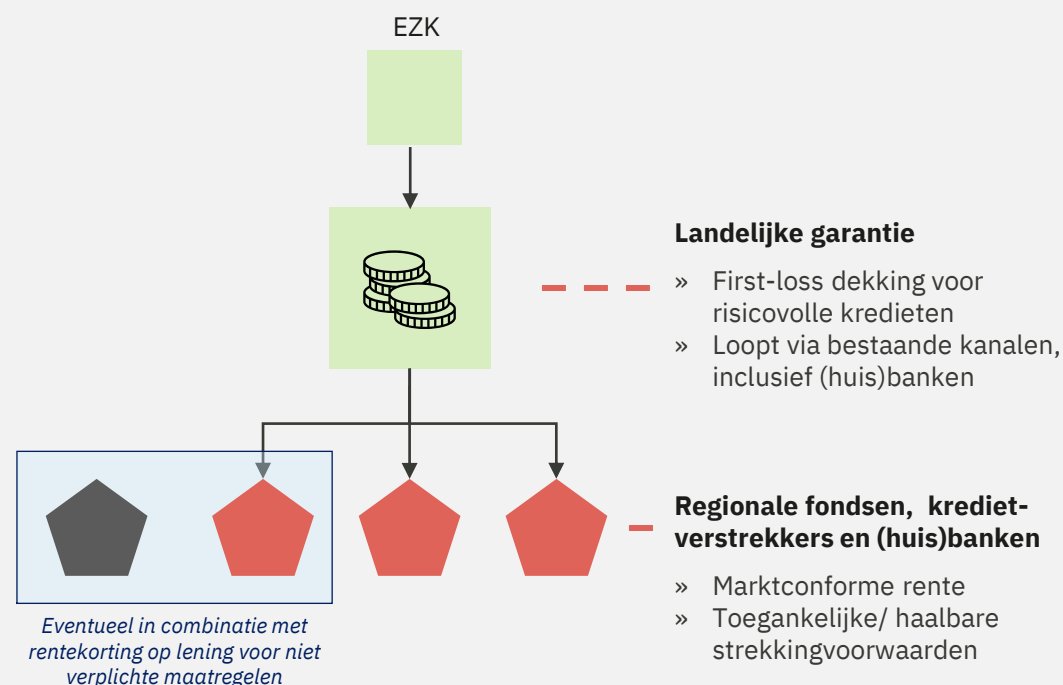 EZK
Landelijke garantie
» First-loss dekking voor
risicovolle kredieten
» Loopt via bestaande kanalen,
inclusief (huis)banken
Regionale fondsen, krediet-
verstrekkers en (huis)banken
» Marktconforme rente
» Toegankelijke/ haalbare
strekkingvoorwaarden
Eventueel in combinatie met
rentekorting op lening voor niet
verplichte maatregelen